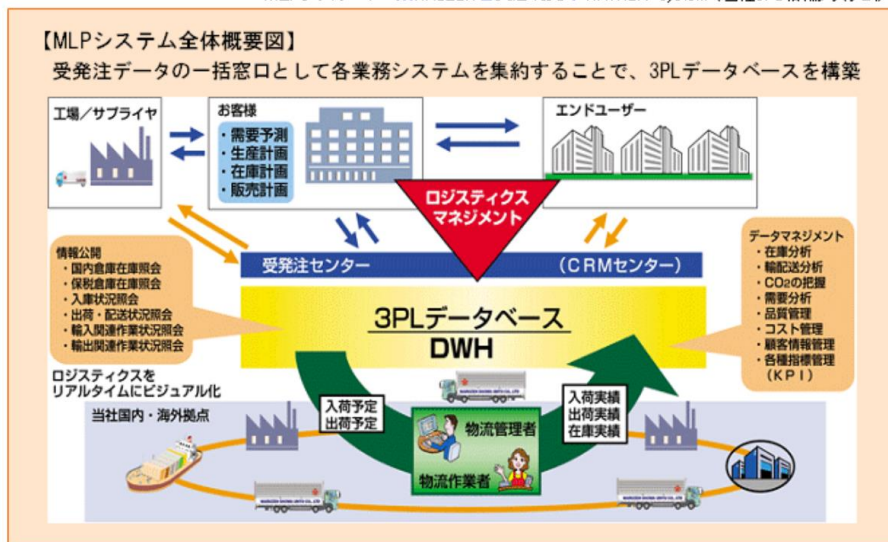 【MLPシステム全体概要図】
受発注データの一括窓口として各業務システムを集約することで、3PLデータベースを構築
工場／サプライヤ
お客様
・需要予測
・生産計画
・在庫計画
・販売計画
エンドユーザー
ロジスティクス
マネジメント
情報公開
・国内倉庫在庫照会
・保税倉庫在庫照会
・入庫状況照会
・出荷・配送状況照会
・輸入関連作業状況照会
・輸出関連作業状況照会
受発注センター
（CRMセンター）
データマネジメント
・在庫分析
・輸配送分析
・CO2の把握
・需要分析
・品質管理
・コスト管理
・顧客情報管理
・各種指標管理
（KPI）
3PLデータベース
DWH
ロジスティクスを
リアルタイムにビジュアル化
当社国内・海外拠点
入荷予定
出荷予定
物流管理者
物流作業者
入荷実績
出荷実績
在庫実績